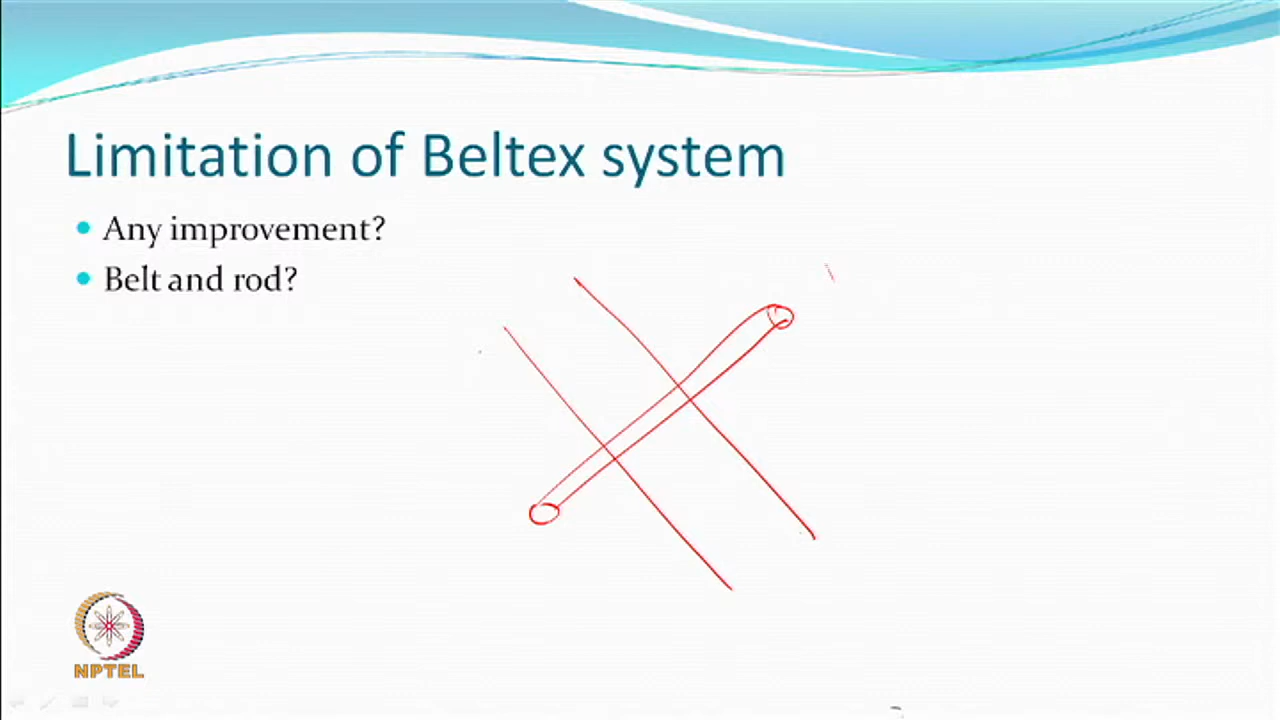 Limitation of Beltex system
Any improvement?
Belt and rod?
NPTEL